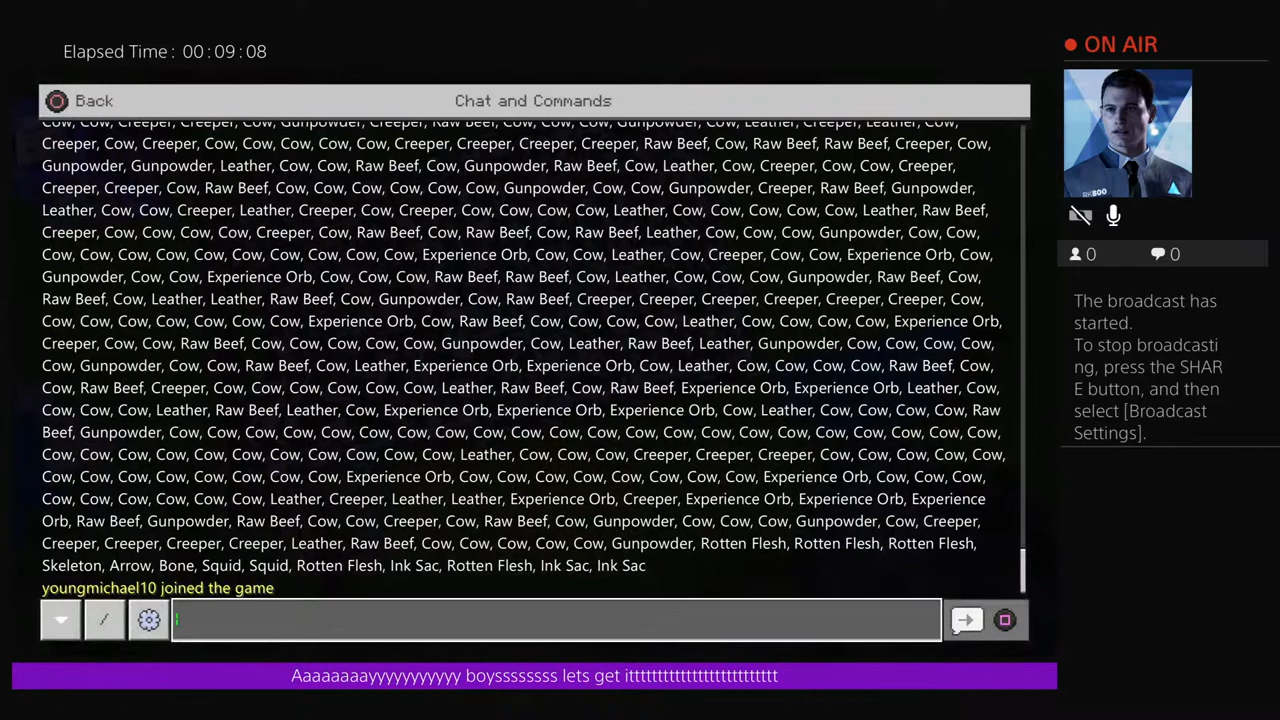 Elapsed Time: 00:09:08
ON AIR
Back
Chat and Commands
Cow, Cow, Creeper, Creeper, Cow, Gunpowder, Creeper, Raw Beef, Cow, Cow, Cow, Gunpowder, Cow, Leather, Creeper, Leather, Cow,
Creeper, Cow, Creeper, Cow, Cow, Cow, Cow, Cow, Creeper, Creeper, Creeper, Creeper, Raw Beef, Cow, Raw Beef, Raw Beef, Creeper, Cow,
Gunpowder, Gunpowder, Leather, Cow, Cow, Raw Beef, Cow, Gunpowder, Raw Beef, Cow, Leather, Cow, Creeper, Cow, Cow, Creeper,
Creeper, Creeper, Cow, Raw Beef, Cow, Cow, Cow, Cow, Cow, Gunpowder, Cow, Cow, Gunpowder, Creeper, Raw Beef, Gunpowder,
Leather, Cow, Cow, Creeper, Leather, Creeper, Cow, Creeper, Cow, Cow, Cow, Cow, Leather, Cow, Cow, Cow, Cow, Cow, Leather, Raw Beef,
Creeper, Cow, Cow, Cow, Cow, Creeper, Cow, Raw Beef, Cow, Raw Beef, Cow, Raw Beef, Leather, Cow, Cow, Cow, Gunpowder, Cow, Cow,
Cow, Cow, Cow, Cow, Cow, Cow, Cow, Cow, Cow, Cow, Experience Orb, Cow, Cow, Leather, Cow, Creeper, Cow, Cow, Experience Orb, Cow,
Gunpowder, Cow, Cow, Experience Orb, Cow, Cow, Cow, Raw Beef, Raw Beef, Cow, Leather, Cow, Cow, Cow, Gunpowder, Raw Beef, Cow,
Raw Beef, Cow, Leather, Leather, Raw Beef, Cow, Gunpowder, Cow, Raw Beef, Creeper, Creeper, Creeper, Creeper, Creeper, Creeper, Cow,
Cow, Cow, Cow, Cow, Cow, Cow, Cow, Experience Orb, Cow, Raw Beef, Cow, Cow, Cow, Cow, Leather, Cow, Cow, Cow, Cow, Experience Orb,
Creeper, Cow, Cow, Raw Beef, Cow, Cow, Cow, Cow, Cow, Gunpowder, Cow, Leather, Raw Beef, Leather, Gunpowder, Cow, Cow, Cow, Cow,
Cow, Gunpowder, Cow, Cow, Raw Beef, Cow, Leather, Experience Orb, Experience Orb, Cow, Leather, Cow, Cow, Cow, Cow, Raw Beef, Cow,
Cow, Raw Beef, Creeper, Cow, Cow, Cow, Cow, Cow, Leather, Raw Beef, Cow, Raw Beef, Experience Orb, Experience Orb, Leather, Cow,
Cow, Cow, Cow, Leather, Raw Beef, Leather, Cow, Experience Orb, Experience Orb, Experience Orb, Cow, Leather, Cow, Cow, Cow, Cow, Raw
Beef, Gunpowder, Cow, Cow, Cow, Cow, Cow, Cow, Cow, Cow, Cow, Cow, Cow, Cow, Cow, Cow, Cow, Cow, Cow, Cow, Cow, Cow, Cow, Cow,
Cow, Cow, Cow, Cow, Cow, Cow, Cow, Cow, Cow, Cow, Cow, Leather, Cow, Cow, Cow, Creeper, Creeper, Creeper, Cow, Cow, Cow, Cow, Cow,
Cow, Cow, Cow, Cow, Cow, Cow, Cow, Cow, Experience Orb, Cow, Cow, Cow, Cow, Cow, Cow, Cow, Cow, Experience Orb, Cow, Cow, Cow,
Cow, Cow, Cow, Cow, Cow, Cow, Leather, Creeper, Leather, Leather, Experience Orb, Creeper, Experience Orb, Experience Orb, Experience
Orb, Raw Beef, Gunpowder, Raw Beef, Cow, Cow, Creeper, Cow, Raw Beef, Cow, Gunpowder, Cow, Cow, Cow, Gunpowder, Cow, Creeper,
Creeper, Creeper, Creeper, Creeper, Leather, Raw Beef, Cow, Cow, Cow, Cow, Cow, Gunpowder, Rotten Flesh, Rotten Flesh, Rotten Flesh,
Skeleton, Arrow, Bone, Squid, Squid, Rotten Flesh, Ink Sac, Rotten Flesh, Ink Sac, Ink Sac
youngmichael10 joined the game
/
0
0
The broadcast has
started.
To stop broadcasti
ng, press the SHAR
E button, and then
select [Broadcast
Settings].
Aaaaaaaayyyyyyyyyyy boyssssssss lets get itttttttttttttttttttttttttt